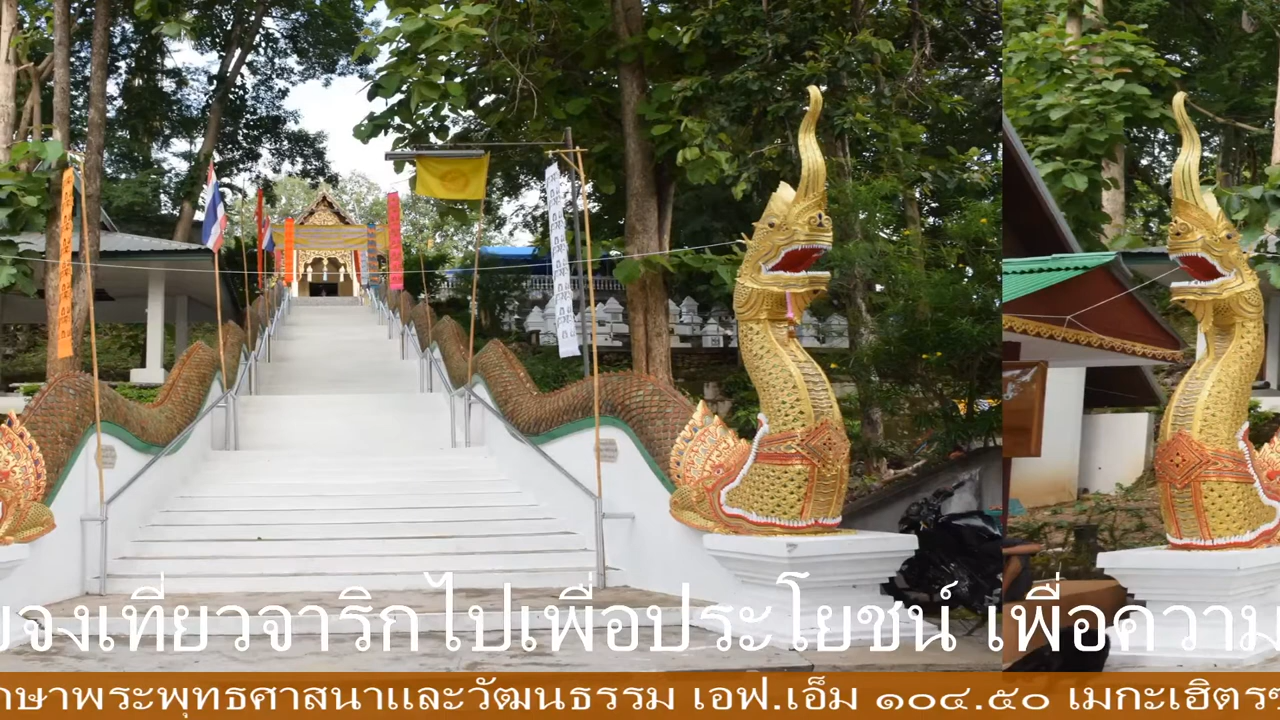 จงเที่ยวจาริกไปเพื่อประโยชน์ เพื่อความ
กษาพระพุทธศาสนาและวัฒนธรรม เอฟ.เอ็ม ๑๐๔.๕๐ เมกะเฮิตรซ